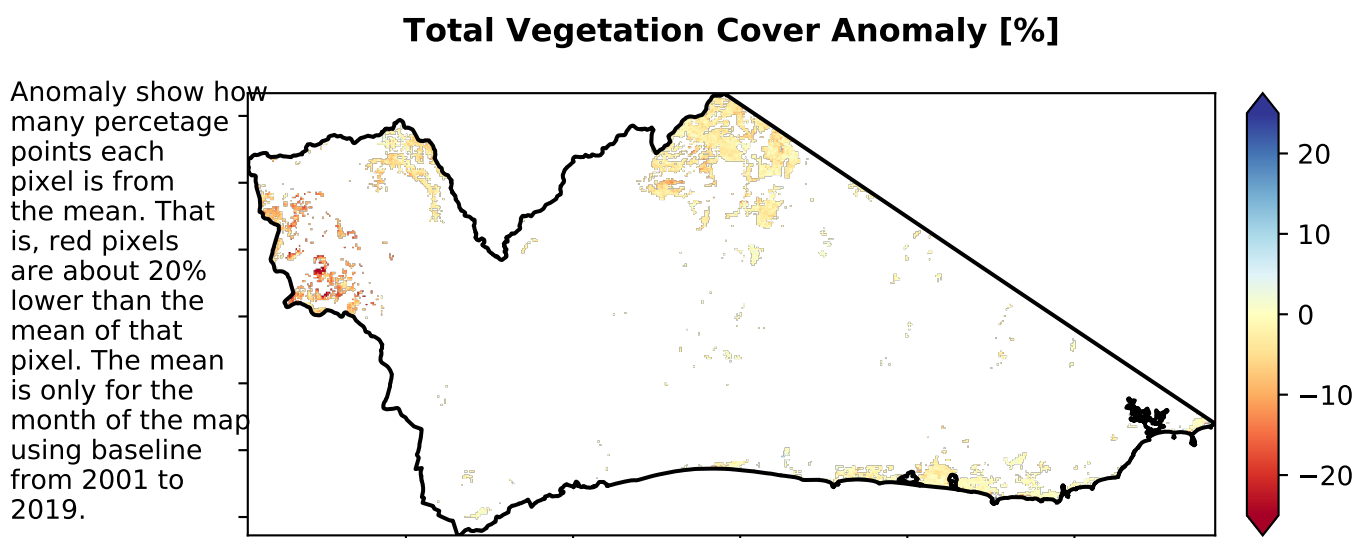 Total Vegetation Cover Anomaly [%]
Anomaly show how
many percetage
points each
pixel is from
the mean. That
is, red pixels
are about 20%
lower than the
mean of that
pixel. The mean
is only for the
month of the map
using baseline
from 2001 to
2019.
20
10
0
−10
−20